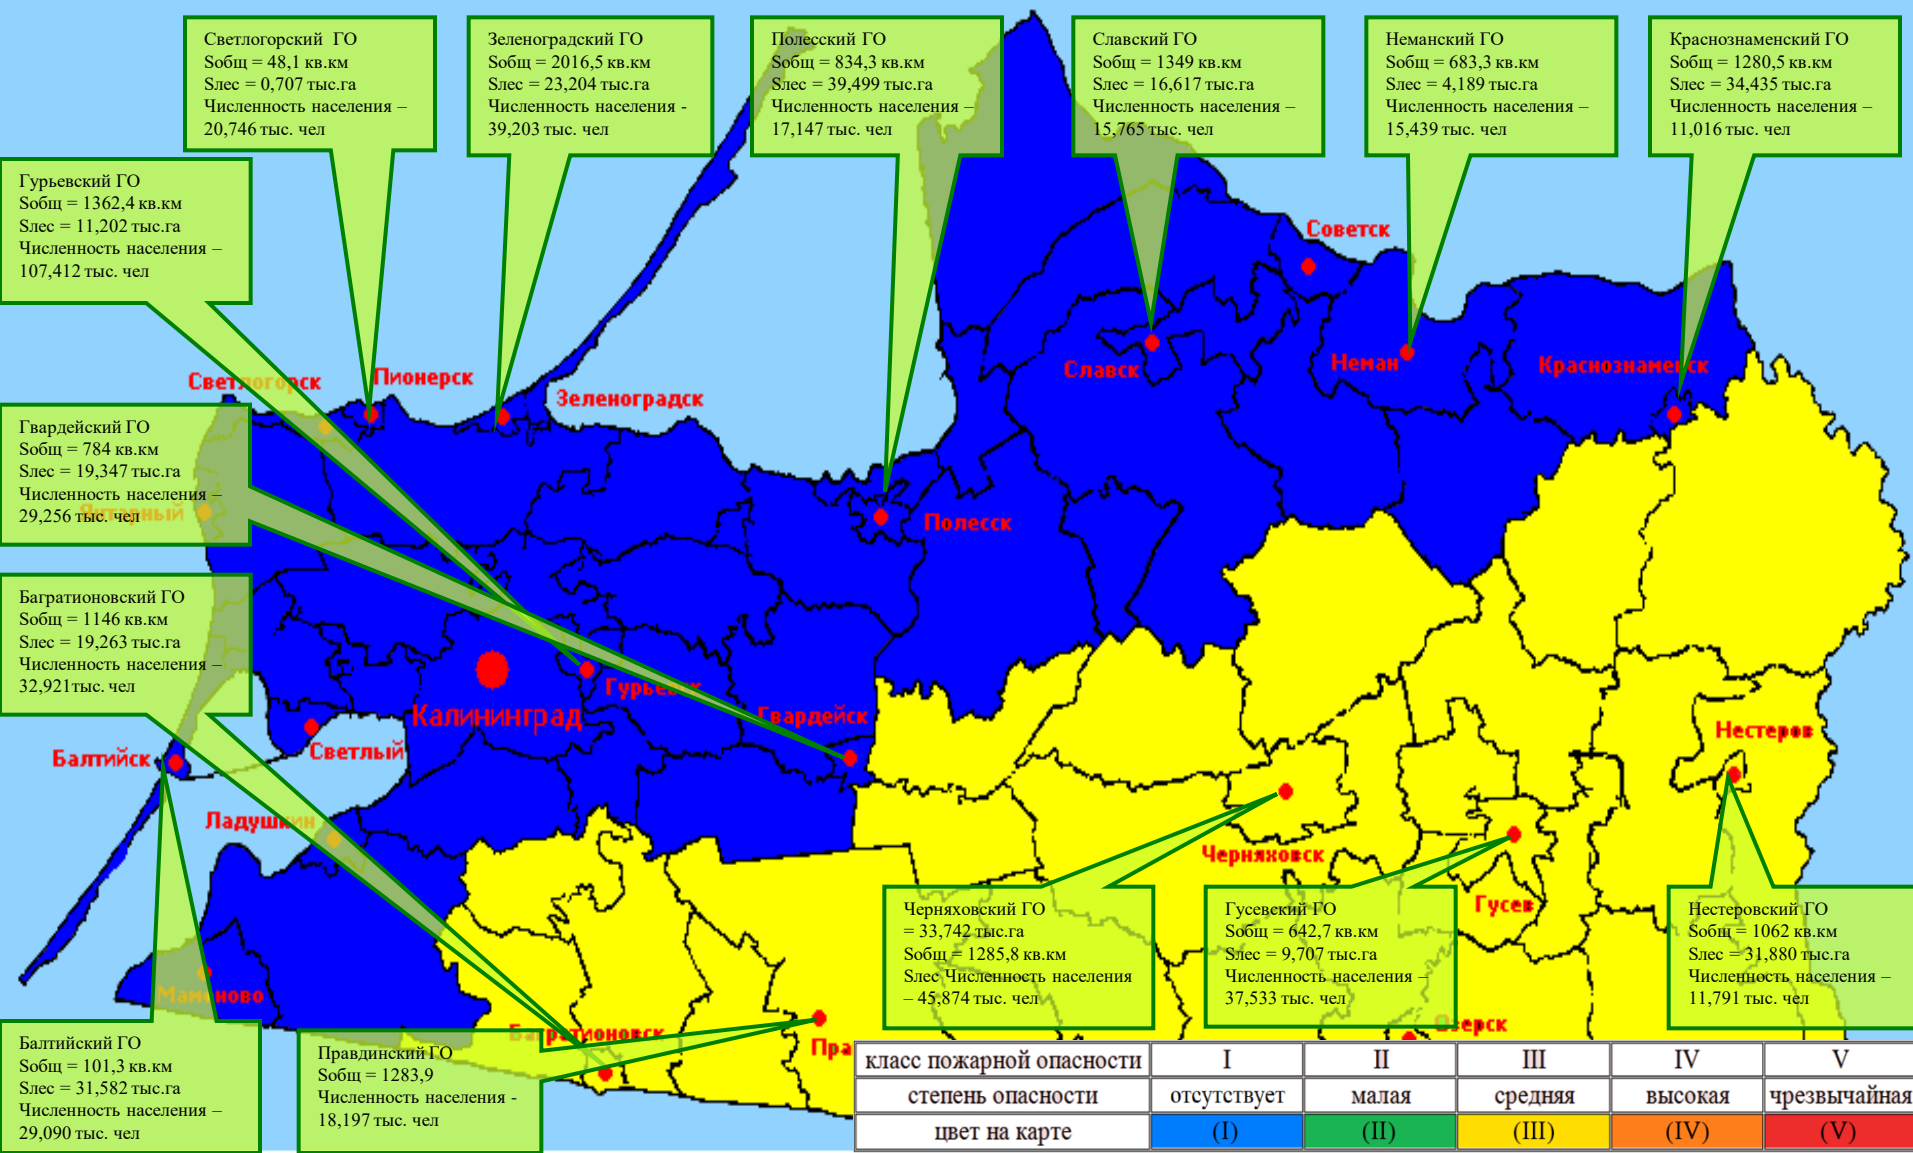 Светлогорский ГО
Sобщ = 48,1 кв.км
Sлес = 0,707 тыс.га
Численность населения –
20,746 тыс. чел
Зеленоградский ГО
Sобщ = 2016,5 кв.км
Sлес = 23,204 тыс.га
Численность населения -
39,203 тыс. чел
Полесский ГО
Sобщ = 834,3 кв.км
Sлес = 39,499 тыс.га
Численность населения –
17,147 тыс. чел
Славский ГО
Sобщ = 1349 кв.км
Sлес = 16,617 тыс.га
Численность населения –
15,765 тыс. чел
Неманский ГО
Sобщ = 683,3 кв.км
Sлес = 4,189 тыс.га
Численность населения –
15,439 тыс. чел
Краснознаменский ГО
Sобщ = 1280,5 кв.км
Sлес = 34,435 тыс.га
Численность населения –
11,016 тыс. чел
Гурьевский ГО
Sобщ = 1362,4 кв.км
Sлес = 11,202 тыс.га
Численность населения –
107,412 тыс. чел
Советск
Славск
Неман
Краснознаменск
Светлогорск
Пионерск
Зеленоградск
Гвардейский ГО
Sобщ = 784 кв.км
Sлес = 19,347 тыс.га
Численность населения –
29,256 тыс. чел
Янтарный
Полесск
Багратионовский ГО
Sобщ = 1146 кв.км
Sлес = 19,263 тыс.га
Численность населения –
32,921тыс. чел
Гурьевск
Калининград
Гвардейск
Нестеров
Балтийск
Светлый
Ладушкин
Черняховск
Гусев
Черняховский ГО
= 33,742 тыс.га
Sобщ = 1285,8 кв.км
Sлес Численность населения
– 45,874 тыс. чел
Гусевский ГО
Sобщ = 642,7 кв.км
Sлес = 9,707 тыс.га
Численность населения –
37,533 тыс. чел
Нестеровский ГО
Sобщ = 1062 кв.км
Sлес = 31,880 тыс.га
Численность населения –
11,791 тыс. чел
Мамоново
Багратионовск
Озерск
Пра
Балтийский ГО
Sобщ = 101,3 кв.км
Sлес = 31,582 тыс.га
Численность населения –
29,090 тыс. чел
Правдинский ГО
Sобщ = 1283,9
Численность населения -
18,197 тыс. чел
класс пожарной опасности I II III IV V
степень опасности отсутствует малая средняя высокая чрезвычайная
цвет на карте (I) (II) (III) (IV) (V)